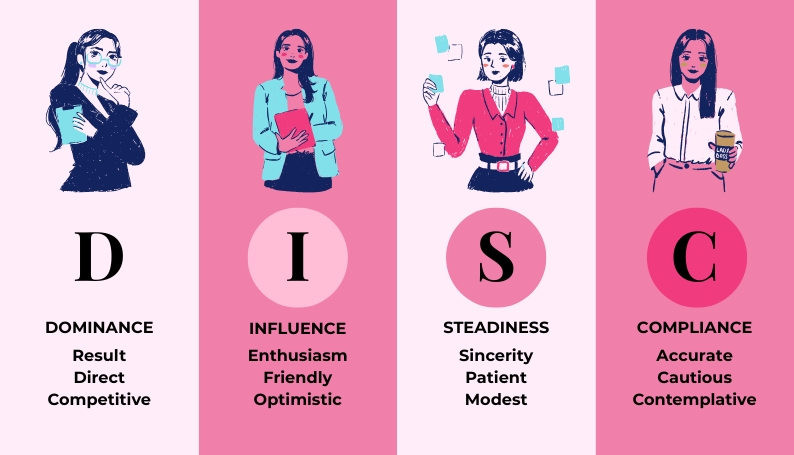 LADY
BOSS
D
DOMINANCE
Result
Direct
Competitive
I
INFLUENCE
Enthusiasm
Friendly
Optimistic
S
STEADINESS
Sincerity
Patient
Modest
C
COMPLIANCE
Accurate
Cautious
Contemplative